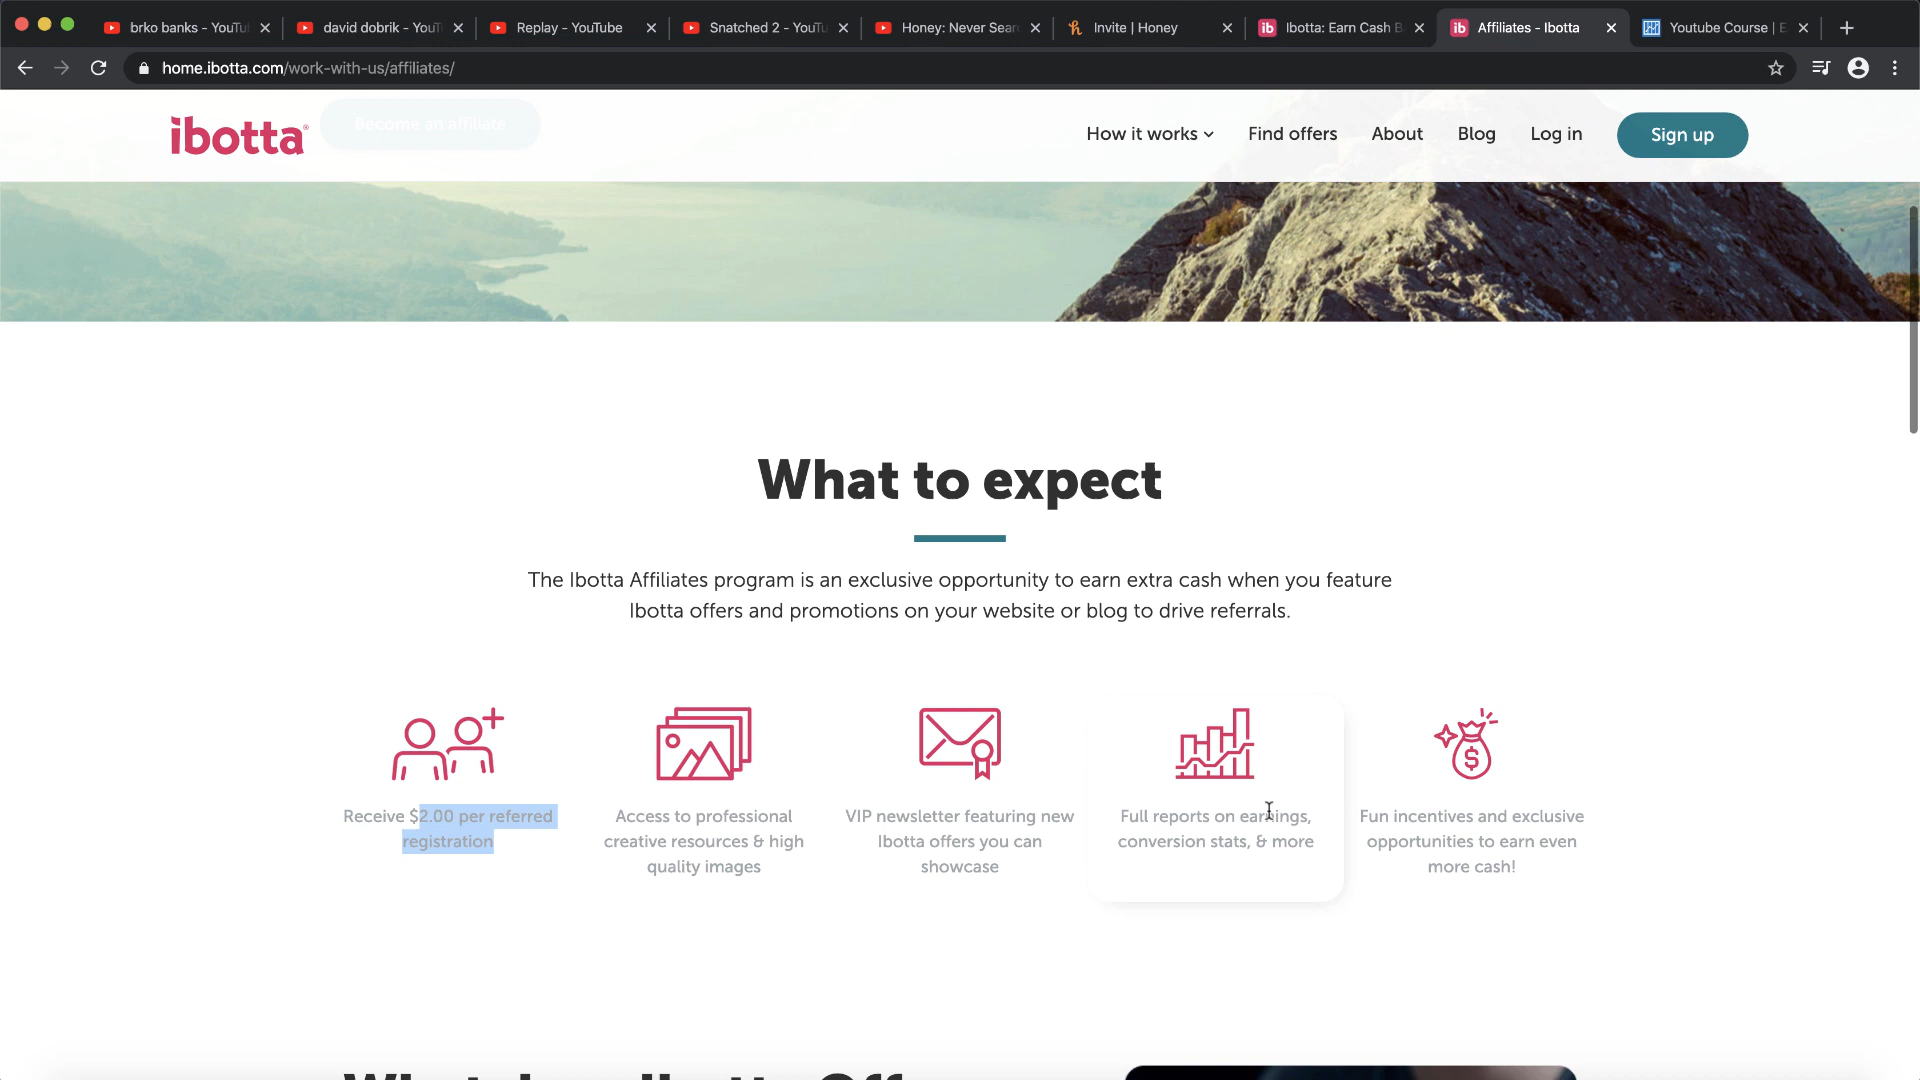 brko banks - YouTu
david dobrik - YouT
Replay - YouTube
Snatched 2 - YouTu
Honey: Never Sear
Invite | Honey
Ibotta: Earn Cash B
Affiliates - Ibotta
Youtube Course | E
home.ibotta.com/work-with-us/affiliates/
ibotta
Become an affiliate
How it works
Find offers
About
Blog
Log in
Sign up
What to expect
The Ibotta Affiliates program is an exclusive opportunity to earn extra cash when you feature
Ibotta offers and promotions on your website or blog to drive referrals.
Receive $2.00 per referred
registration
Access to professional
creative resources & high
quality images
VIP newsletter featuring new
Ibotta offers you can
showcase
Full reports on earnings,
conversion stats, & more
Fun incentives and exclusive
opportunities to earn even
more cash!